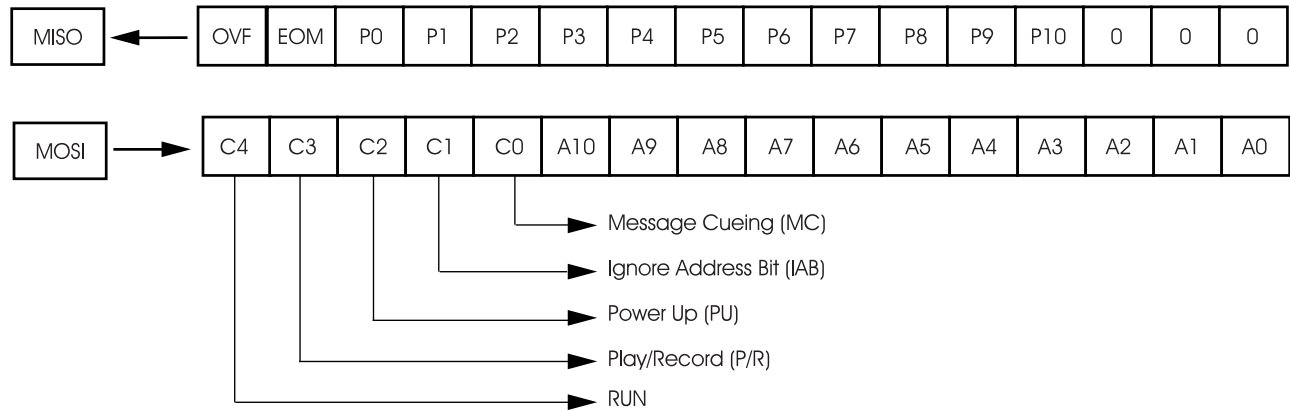 MISO OVF EOM P0 P1 P2 P3 P4 P5 P6 P7 P8 P9 P10 0 0 0
MOSI C4 C3 C2 C1 C0 A10 A9 A8 A7 A6 A5 A4 A3 A2 A1 A0
Message Cueing (MC)
Ignore Address Bit (IAB)
Power Up (PU)
Play/Record (P/R)
RUN